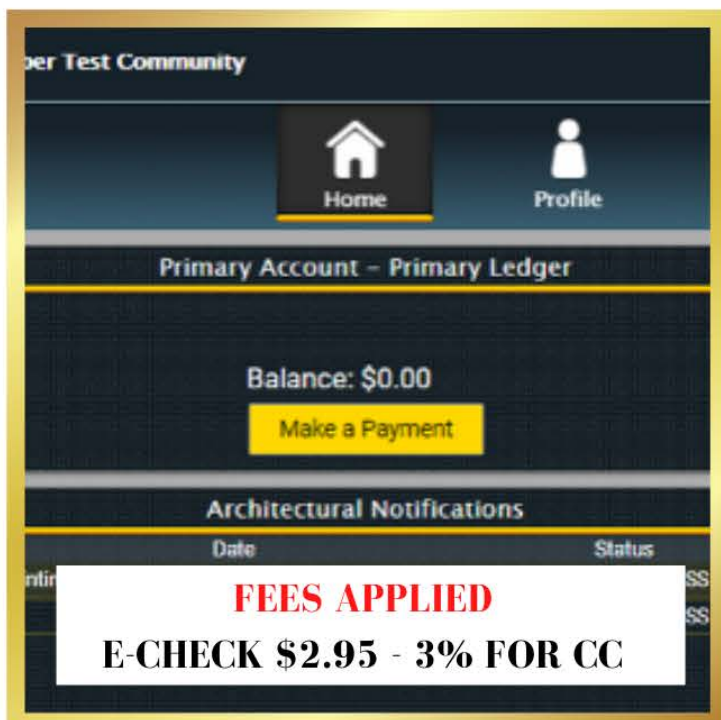 Test Community
Home
Profile
Primary Account – Primary Ledger
Balance: $0.00
Make a Payment
Architectural Notifications
Date Status
FEES APPLIED
E-CHECK $2.95 - 3% FOR CC